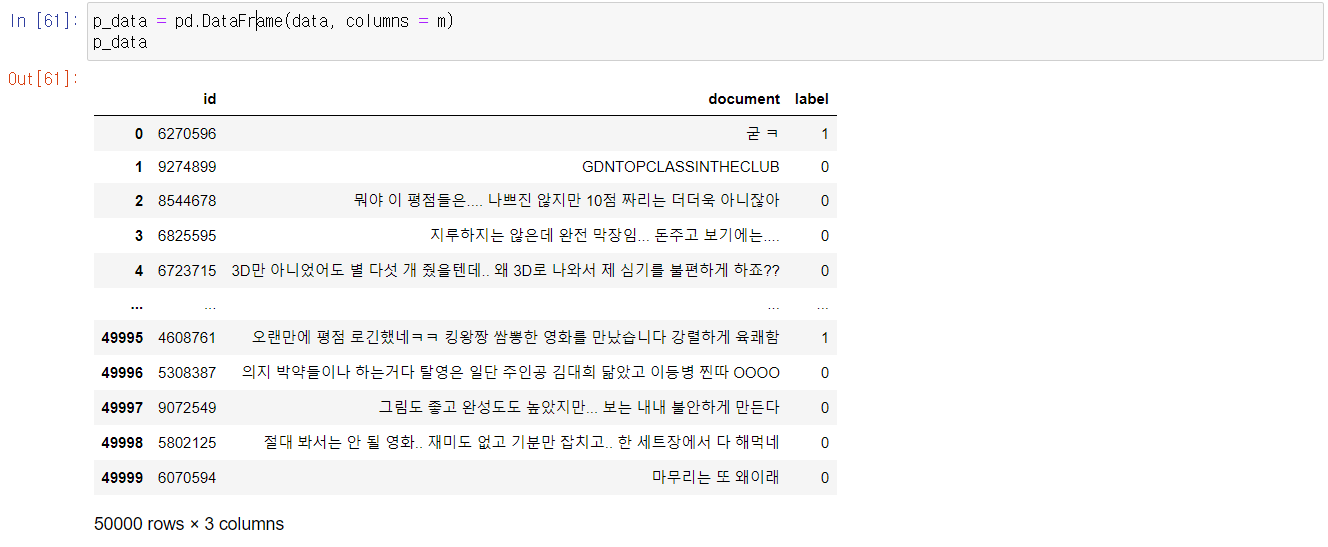 In [61]: p_data = pd.DataFrame(data, columns = m)
p_data
Out[61]:
id document label
0 6270596 굳 ㅋ 1
1 9274899 GDNTOPCLASSINTHECLUB 0
2 8544678 뭐야 이 평점들은.... 나쁘진 않지만 10점 짜리는 더더욱 아니잖아 0
3 6825595 지루하지는 않은데 완전 막장임... 돈주고 보기에는.... 0
4 6723715 3D만 아니었어도 별 다섯 개 줬을텐데.. 왜 3D로 나와서 제 심기를 불편하게 하죠?? 0
... ... ... ...
49995 4608761 오랜만에 평점 로긴했네ㅋㅋ 킹왕짱 쌈뽕한 영화를 만났습니다 강렬하게 육쾌함 1
49996 5308387 의지 박약들이나 하는거다 탈영은 일단 주인공 김대희 닮았고 이등병 찐따 OOOO 0
49997 9072549 그림도 좋고 완성도도 높았지만... 보는 내내 불안하게 만든다 0
49998 5802125 절대 봐서는 안 될 영화.. 재미도 없고 기분만 잡치고.. 한 세트장에서 다 해먹네 0
49999 6070594 마무리는 또 왜이래 0
50000 rows × 3 columns